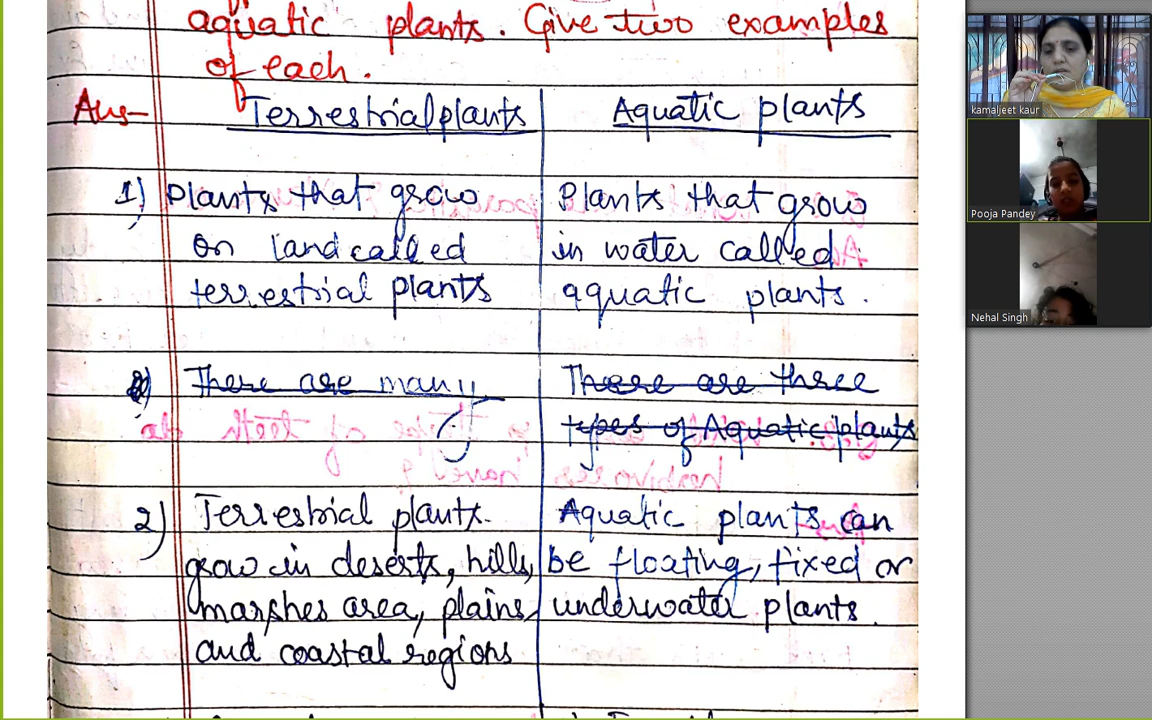 aquatic plants. Give two examples
of each.
Ans- Terrestrial plants Aquatic plants
1) Plants that grow Plants that grow
on land called in water called
terrestrial plants aquatic plants.
2) There are many There are three
types of Aquatic plants
2) Terrestrial plants Aquatic plants can
grow in deserts, hills, be floating, fixed or
marshes area, plains, underwater plants.
and coastal regions
kamaljeet kaur
Pooja Pandey
Nehal Singh